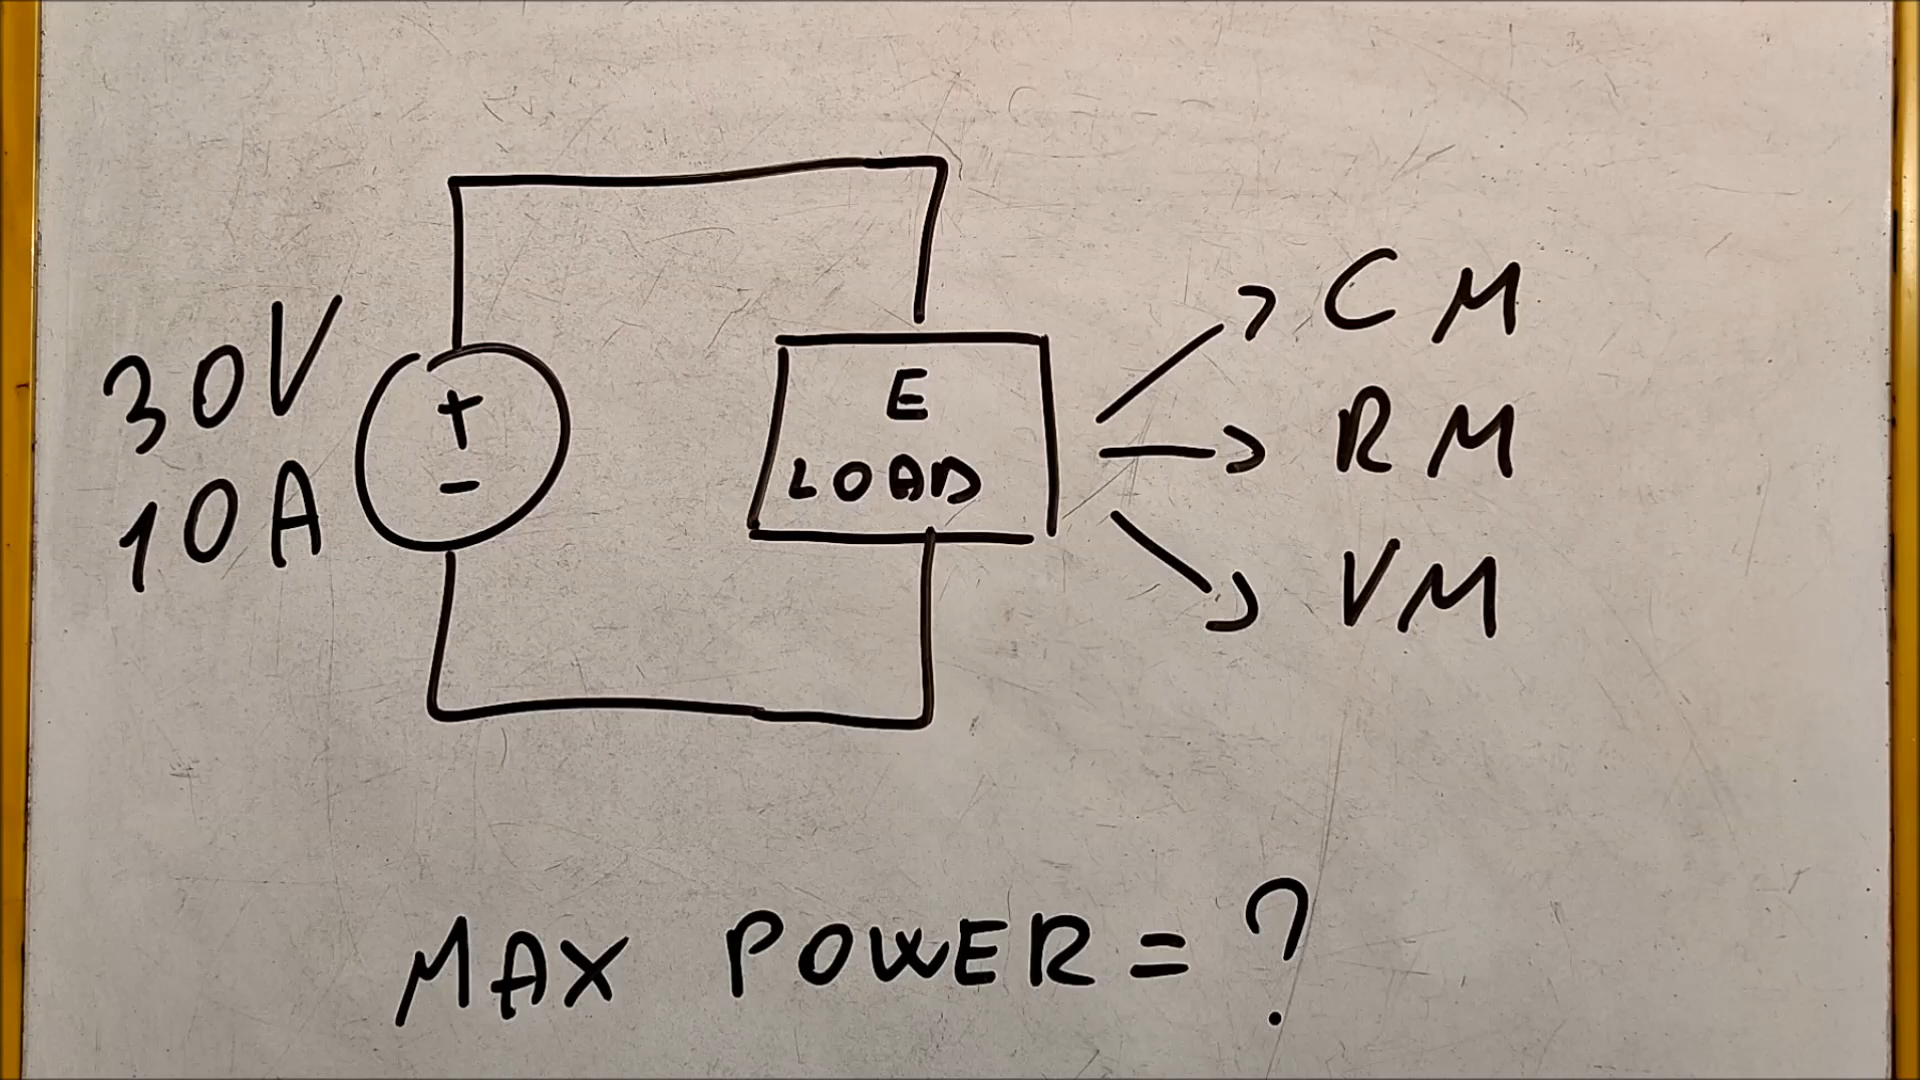 30V
10A
+
-
E
LOAD
CM
RM
VM
MAX POWER = ?